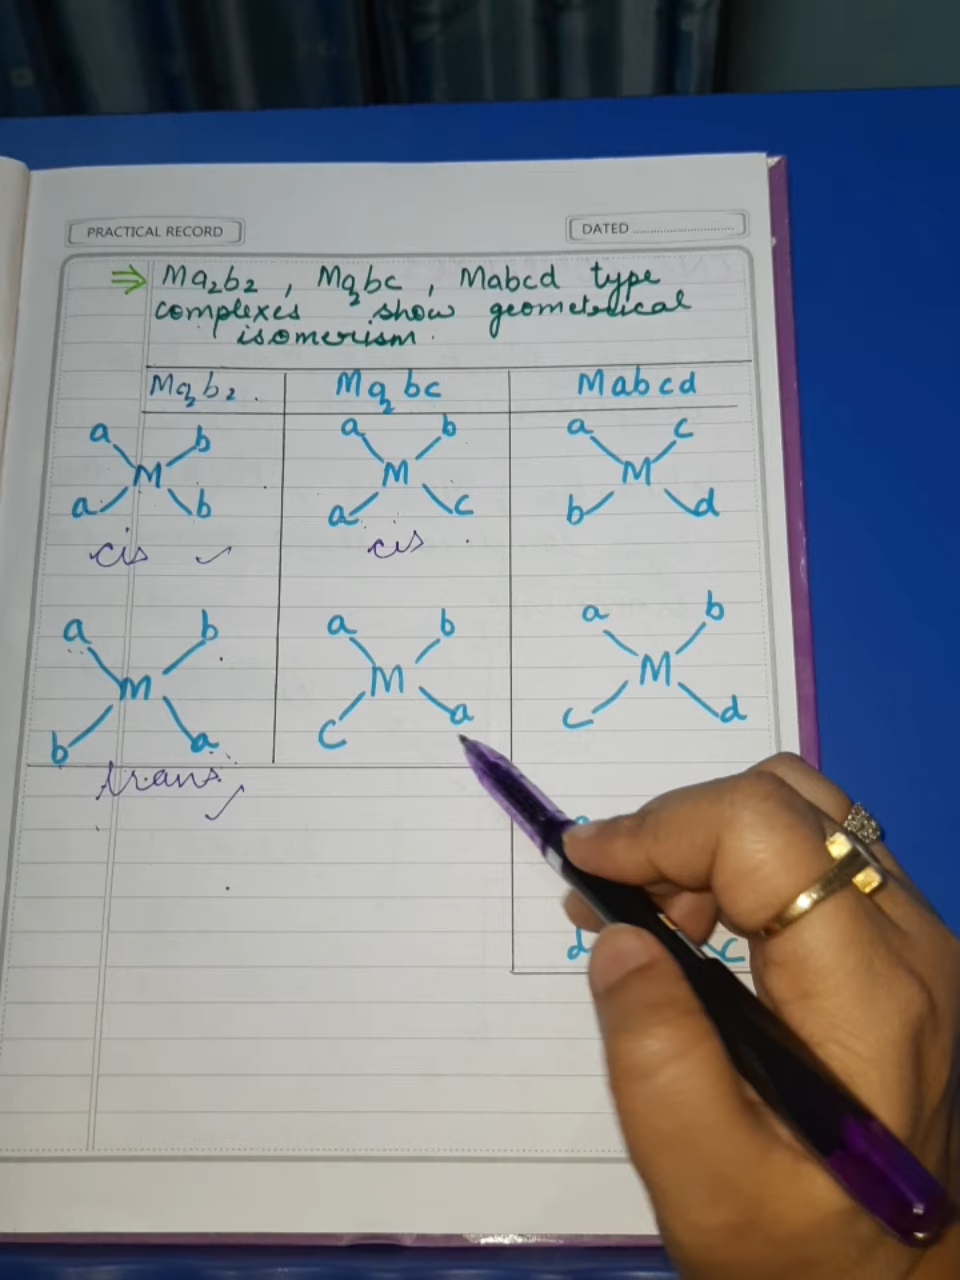 PRACTICAL RECORD
DATED
⇒ Ma2b2 , Ma2bc , Mabcd type
complexes show geometrical
isomerism.
Ma2b2. Ma2bc Mabcd
a b a b a c
M M M
a b a c b d
cis ✓ cis
a b a b a b
M M M
b a c a c d
trans ✓
d c